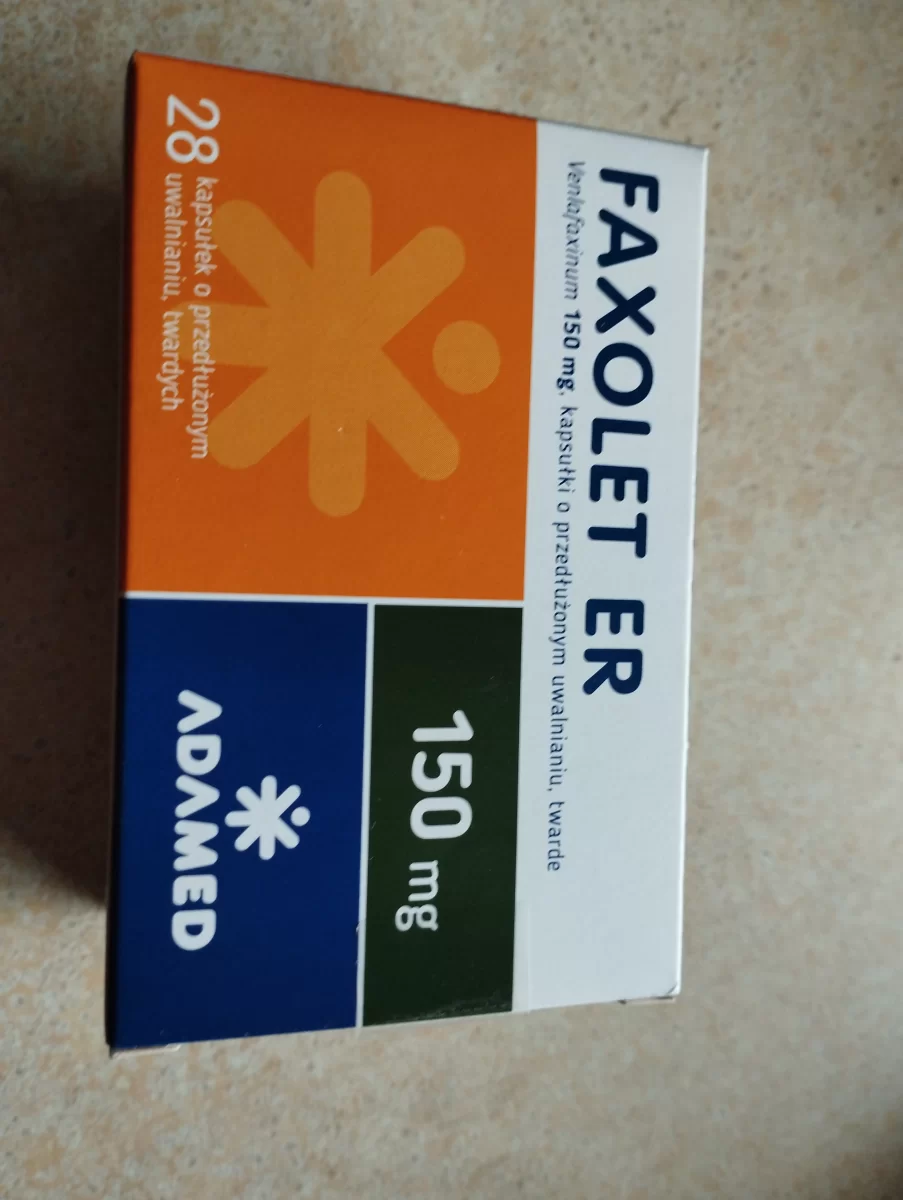 FAXOLET ER
Venlafaxinum 150 mg, kapsułki o przedłużonym uwalnianiu, twarde
28 kapsułek o przedłużonym
uwalnianiu, twardych
150 mg
ADAMED